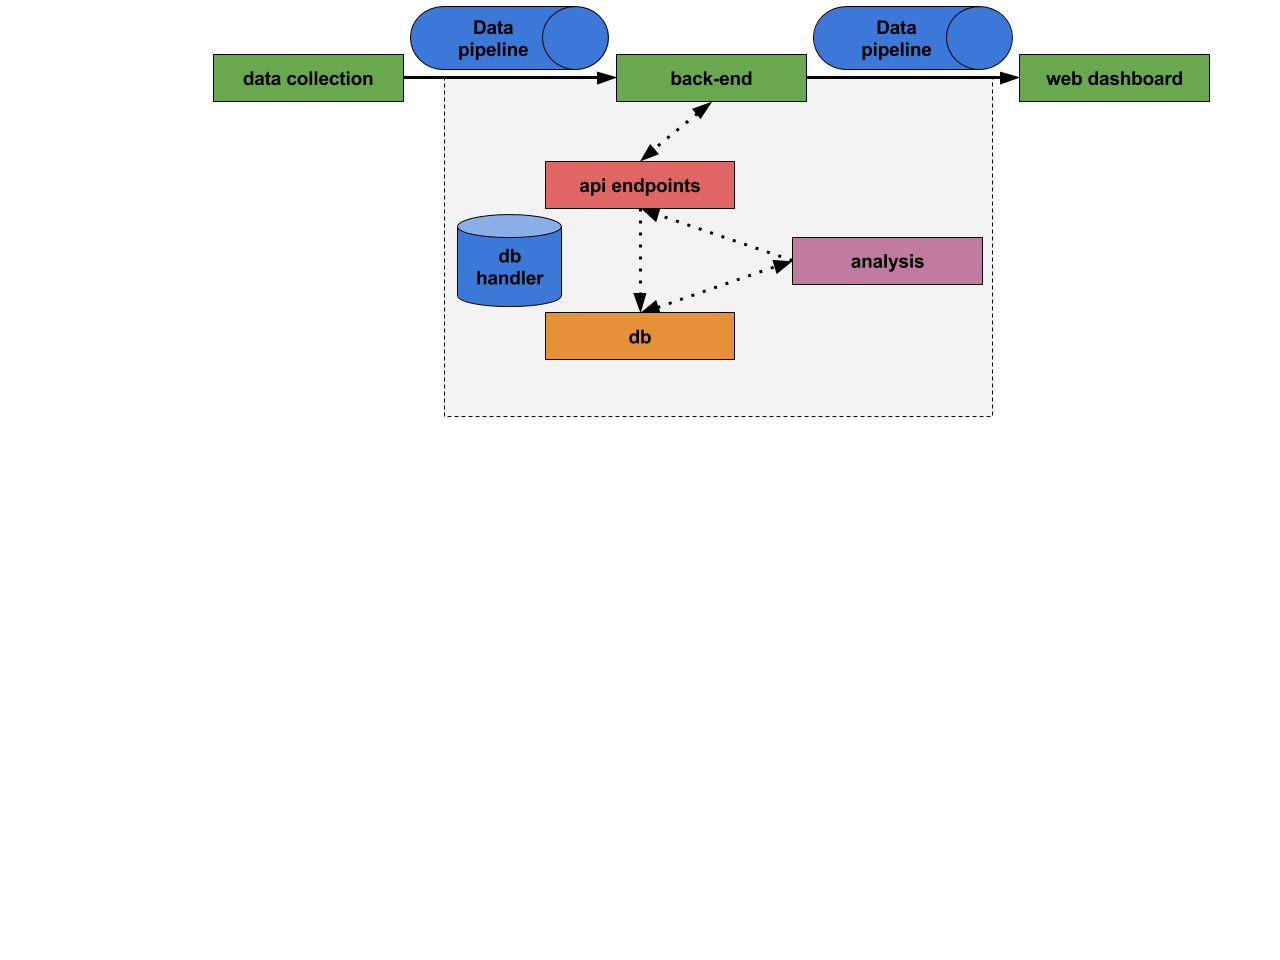 Data
pipeline
Data
pipeline
data collection
back-end
web dashboard
api endpoints
db
handler
analysis
db